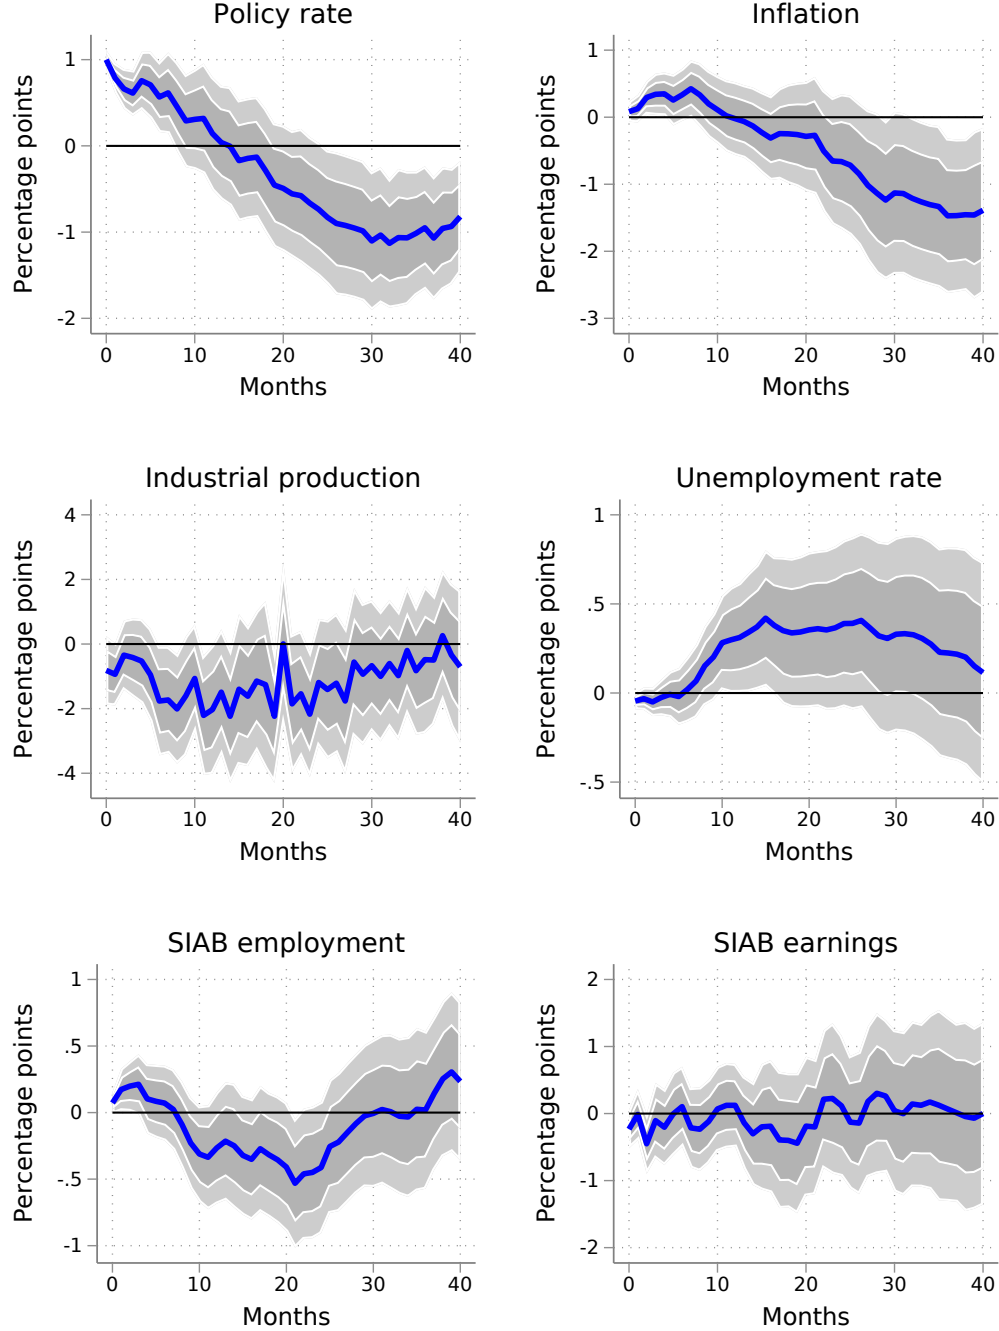 Policy rate
Percentage points
1
0
-1
-2
0 10 20 30 40
Months
Inflation
Percentage points
1
0
-1
-2
-3
0 10 20 30 40
Months
Industrial production
Percentage points
4
2
0
-2
-4
0 10 20 30 40
Months
Unemployment rate
Percentage points
1
.5
0
-.5
0 10 20 30 40
Months
SIAB employment
Percentage points
1
.5
0
-.5
-1
0 10 20 30 40
Months
SIAB earnings
Percentage points
2
1
0
-1
-2
0 10 20 30 40
Months